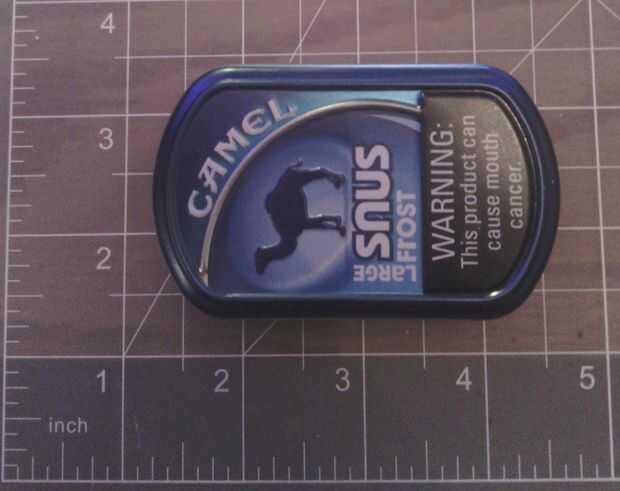 4
3
2
CAMEL
SNUS
FROST
LARGE
WARNING:
This product can
cause mouth
cancer.
1 2 3 4 5
inch